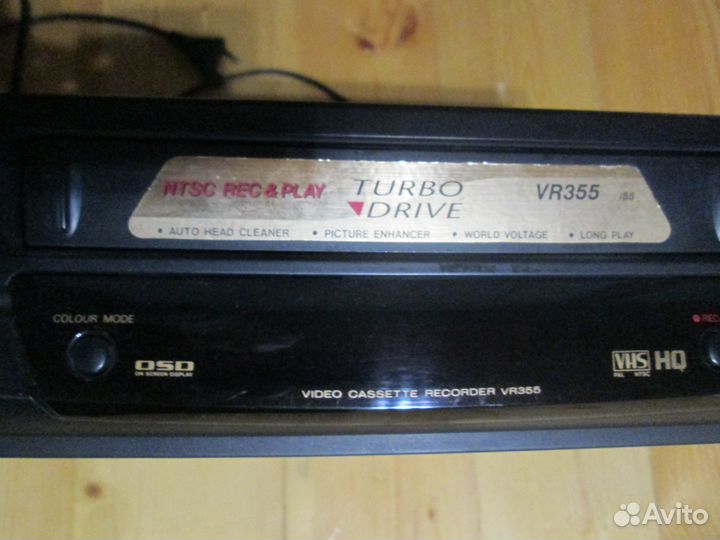 NTSC REC & PLAY TURBO DRIVE VR355 /55
• AUTO HEAD CLEANER • PICTURE ENHANCER • WORLD VOLTAGE • LONG PLAY
COLOUR MODE
REC
OSD
ON SCREEN DISPLAY
VHS HQ
PAL NTSC
VIDEO CASSETTE RECORDER VR355
Avito